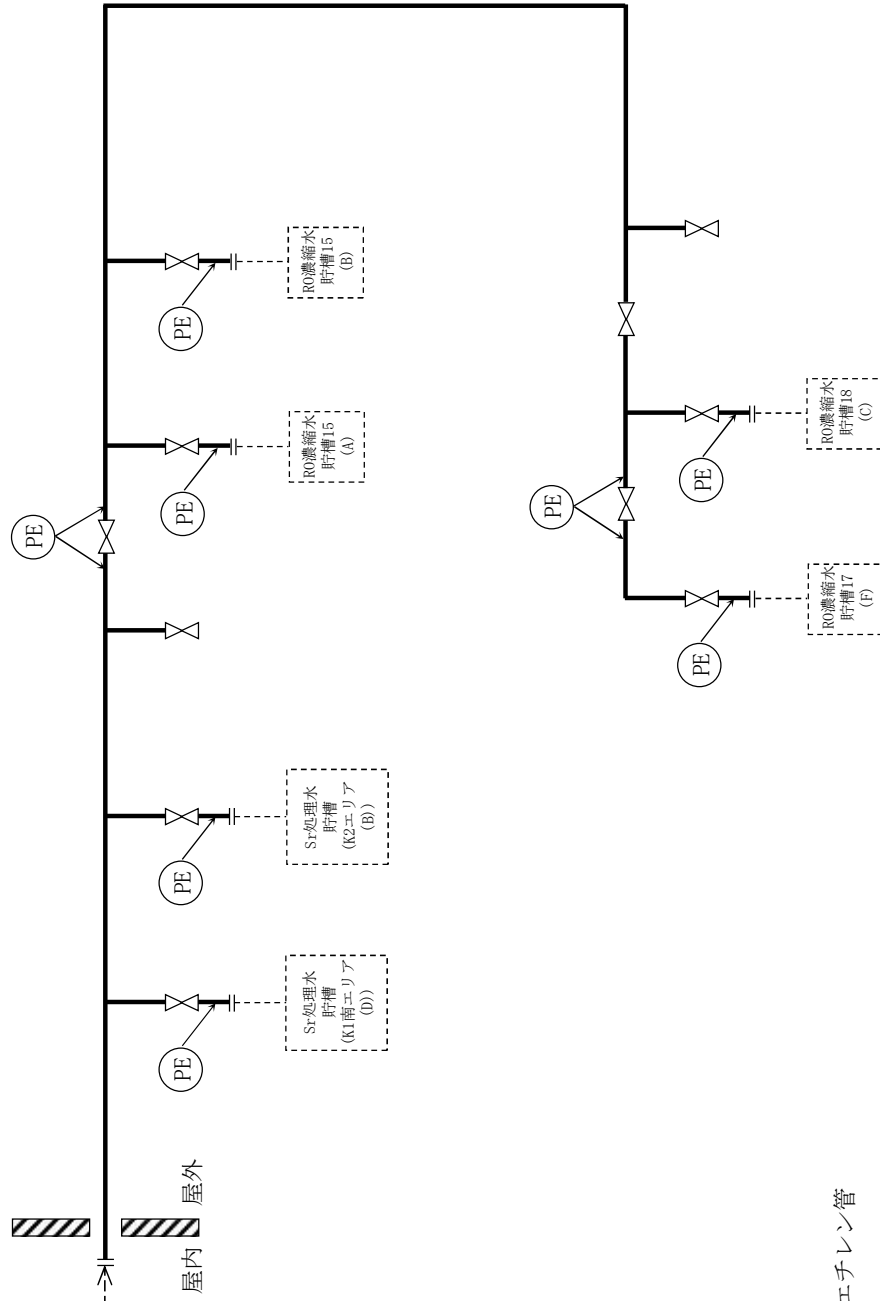 PE
PE
RO濃縮水
貯槽15
(B)
PE
RO濃縮水
貯槽15
(A)
PE
Sr処理水
貯槽
(K2エリア
(B))
PE
Sr処理水
貯槽
(K1南エリア
(D))
屋外
屋内
PE
PE
RO濃縮水
貯槽18
(C)
PE
RO濃縮水
貯槽17
(F)
エチレン管